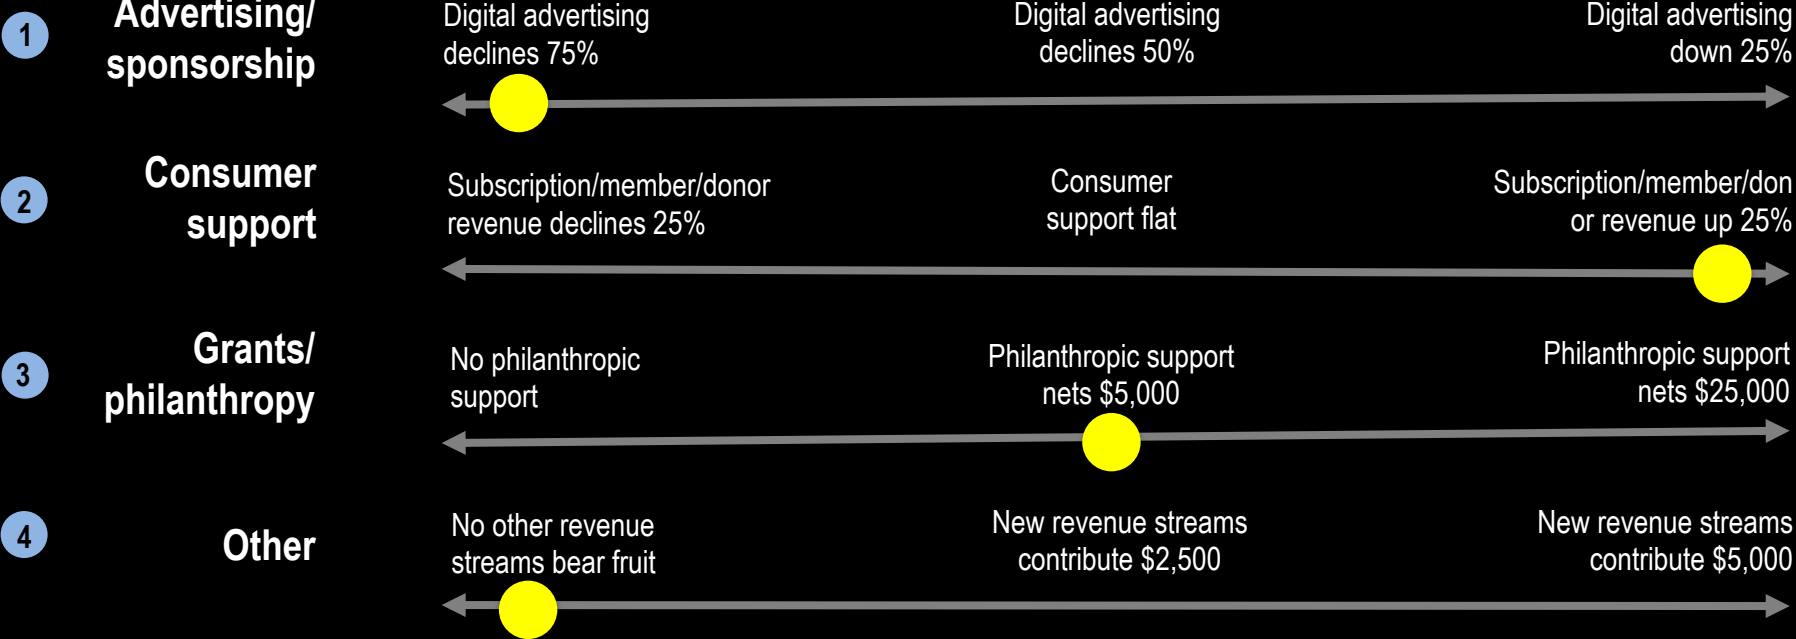 1
Advertising/
sponsorship
Digital advertising
declines 75%
Digital advertising
declines 50%
Digital advertising
down 25%
2
Consumer
support
Subscription/member/donor
revenue declines 25%
Consumer
support flat
Subscription/member/don
or revenue up 25%
3
Grants/
philanthropy
No philanthropic
support
Philanthropic support
nets $5,000
Philanthropic support
nets $25,000
4
Other
No other revenue
streams bear fruit
New revenue streams
contribute $2,500
New revenue streams
contribute $5,000